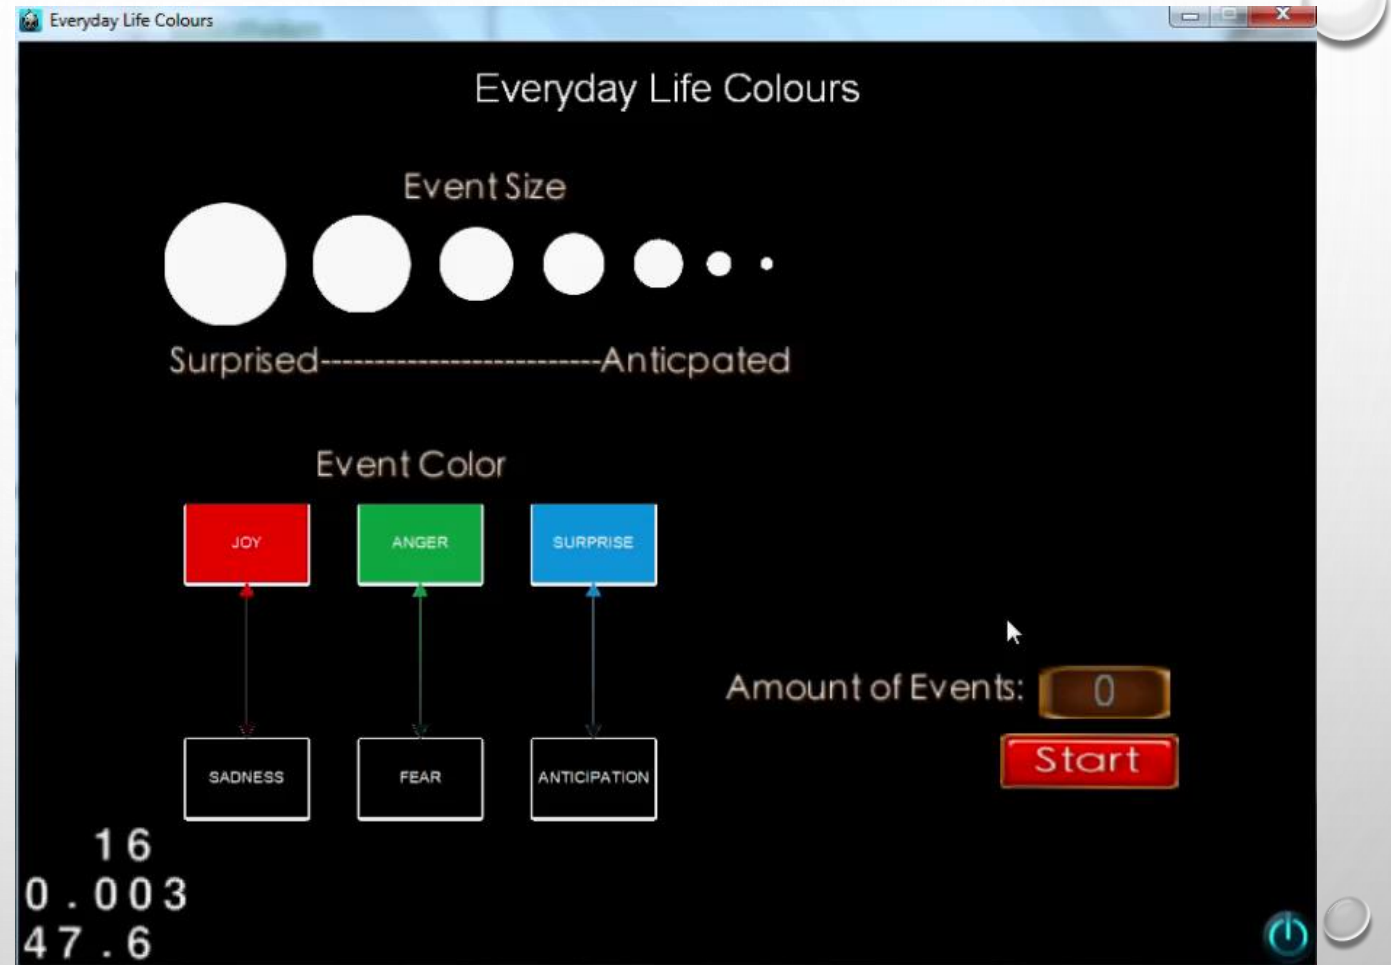 Everyday Life Colours
Everyday Life Colours
Event Size
Surprised--------------------------Anticpated
Event Color
JOY ANGER SURPRISE
Amount of Events: 0
Start
SADNESS FEAR ANTICIPATION
16
0.003
47.6